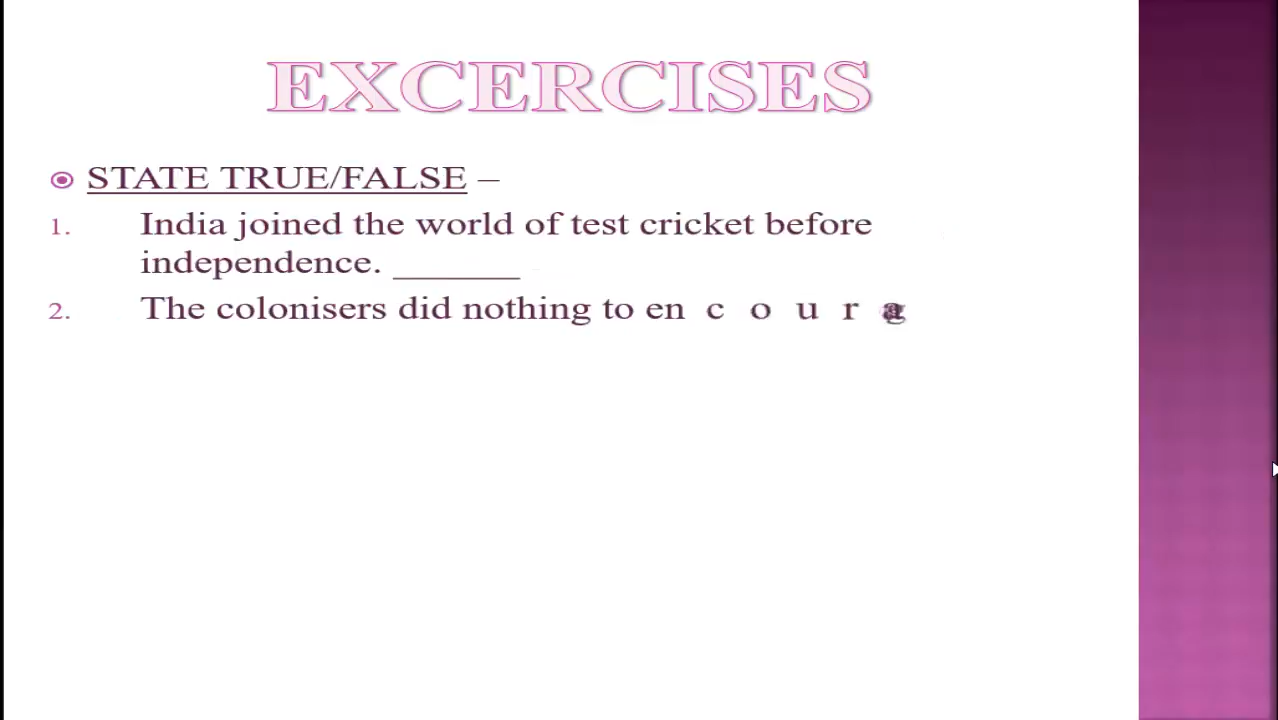 EXCERCISES
STATE TRUE/FALSE –
1. India joined the world of test cricket before
independence. _______
2. The colonisers did nothing to en c o u r